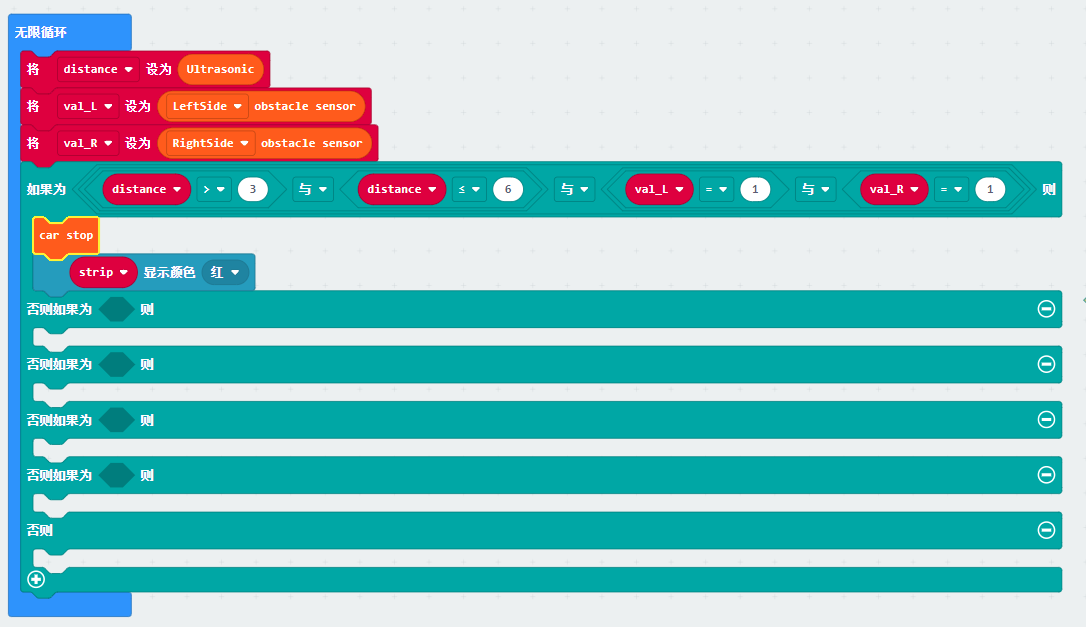 无限循环
将 distance 设为 Ultrasonic
将 val_L 设为 LeftSide obstacle sensor
将 val_R 设为 RightSide obstacle sensor
如果为 distance > 3 与 distance ≤ 6 与 val_L = 1 与 val_R = 1 则
car stop
strip 显示颜色 红
否则如果为 则
否则如果为 则
否则如果为 则
否则如果为 则
否则